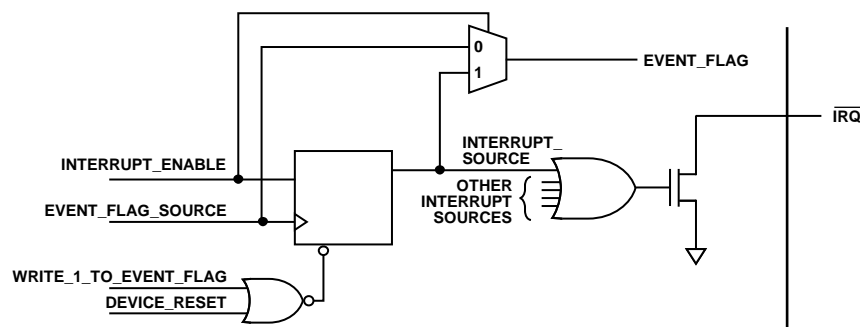 0
1
EVENT_FLAG
IRQ
INTERRUPT_ENABLE
INTERRUPT_
SOURCE
OTHER
INTERRUPT
SOURCES
EVENT_FLAG_SOURCE
WRITE_1_TO_EVENT_FLAG
DEVICE_RESET